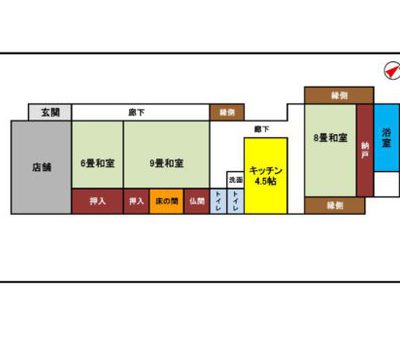 縁側
玄関
廊下
縁側
廊下
店舗
6畳和室
9畳和室
8畳和室
納戸
浴室
キッチン
4.5帖
洗面
押入
押入
床の間
仏間
トイレ
トイレ
縁側